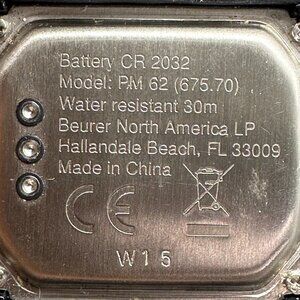 Battery CR 2032
Model: PM 62 (675.70)
Water resistant 30m
Beurer North America LP
Hallandale Beach, FL 33009
Made in China
CE
W15